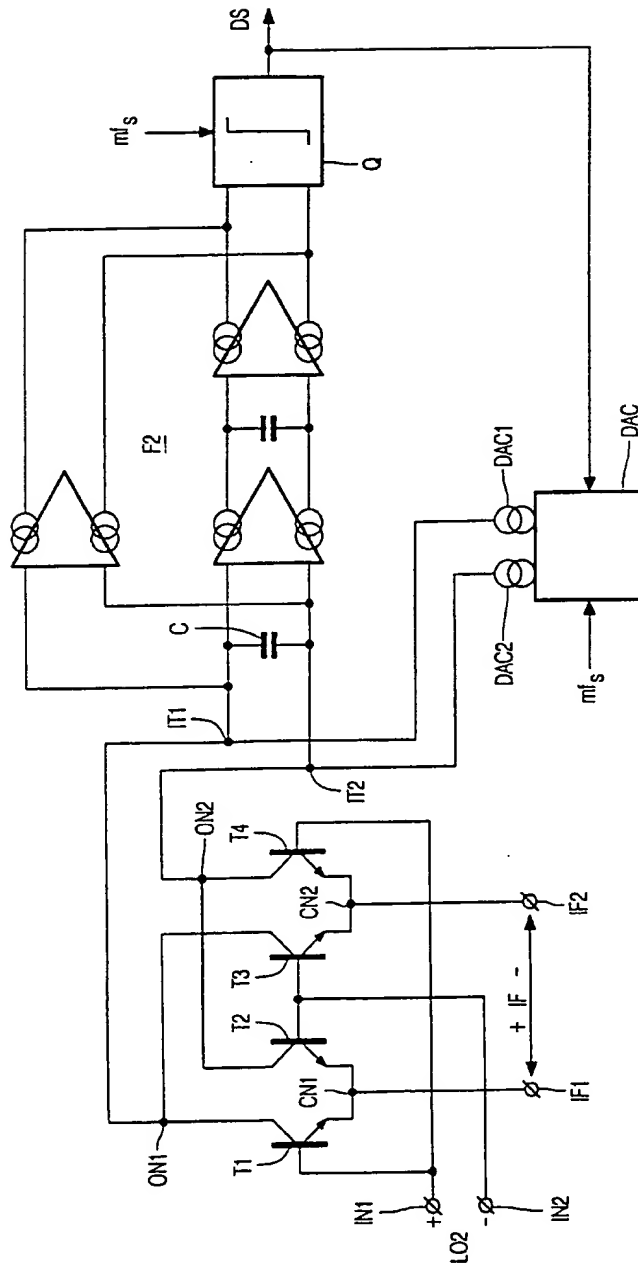 DS
mfs
Q
F2
DAC1
DAC2
DAC
mfs
C
IT1
IT2
ON2
ON1
T4
T3
T2
T1
CN2
CN1
IF2
+ IF -
IF1
IN1
+
LO2
-
IN2